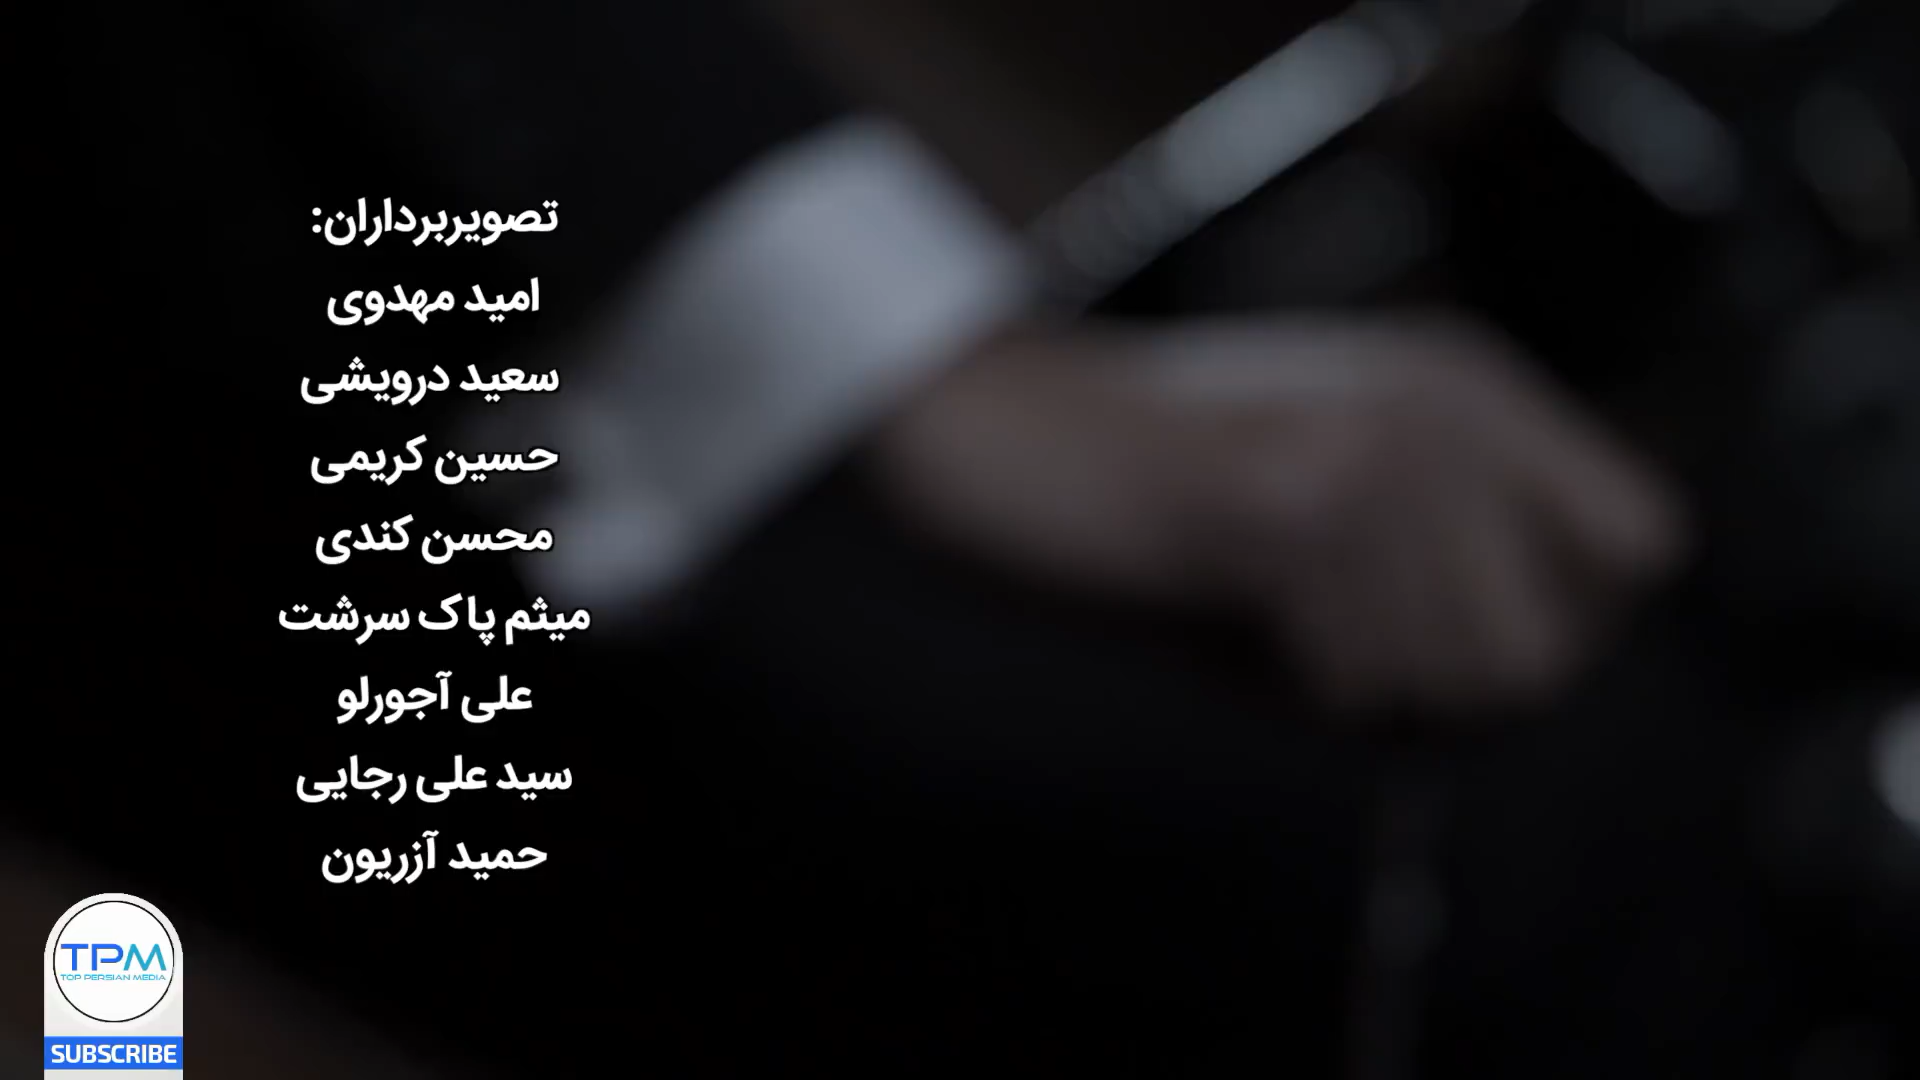 تصویربرداران:
امید مهدوی
سعید درویشی
حسین کریمی
محسن کندی
میثم پاک سرشت
علی آجورلو
سید علی رجایی
حمید آزریون
TPM
TOP PERSIAN MEDIA
SUBSCRIBE